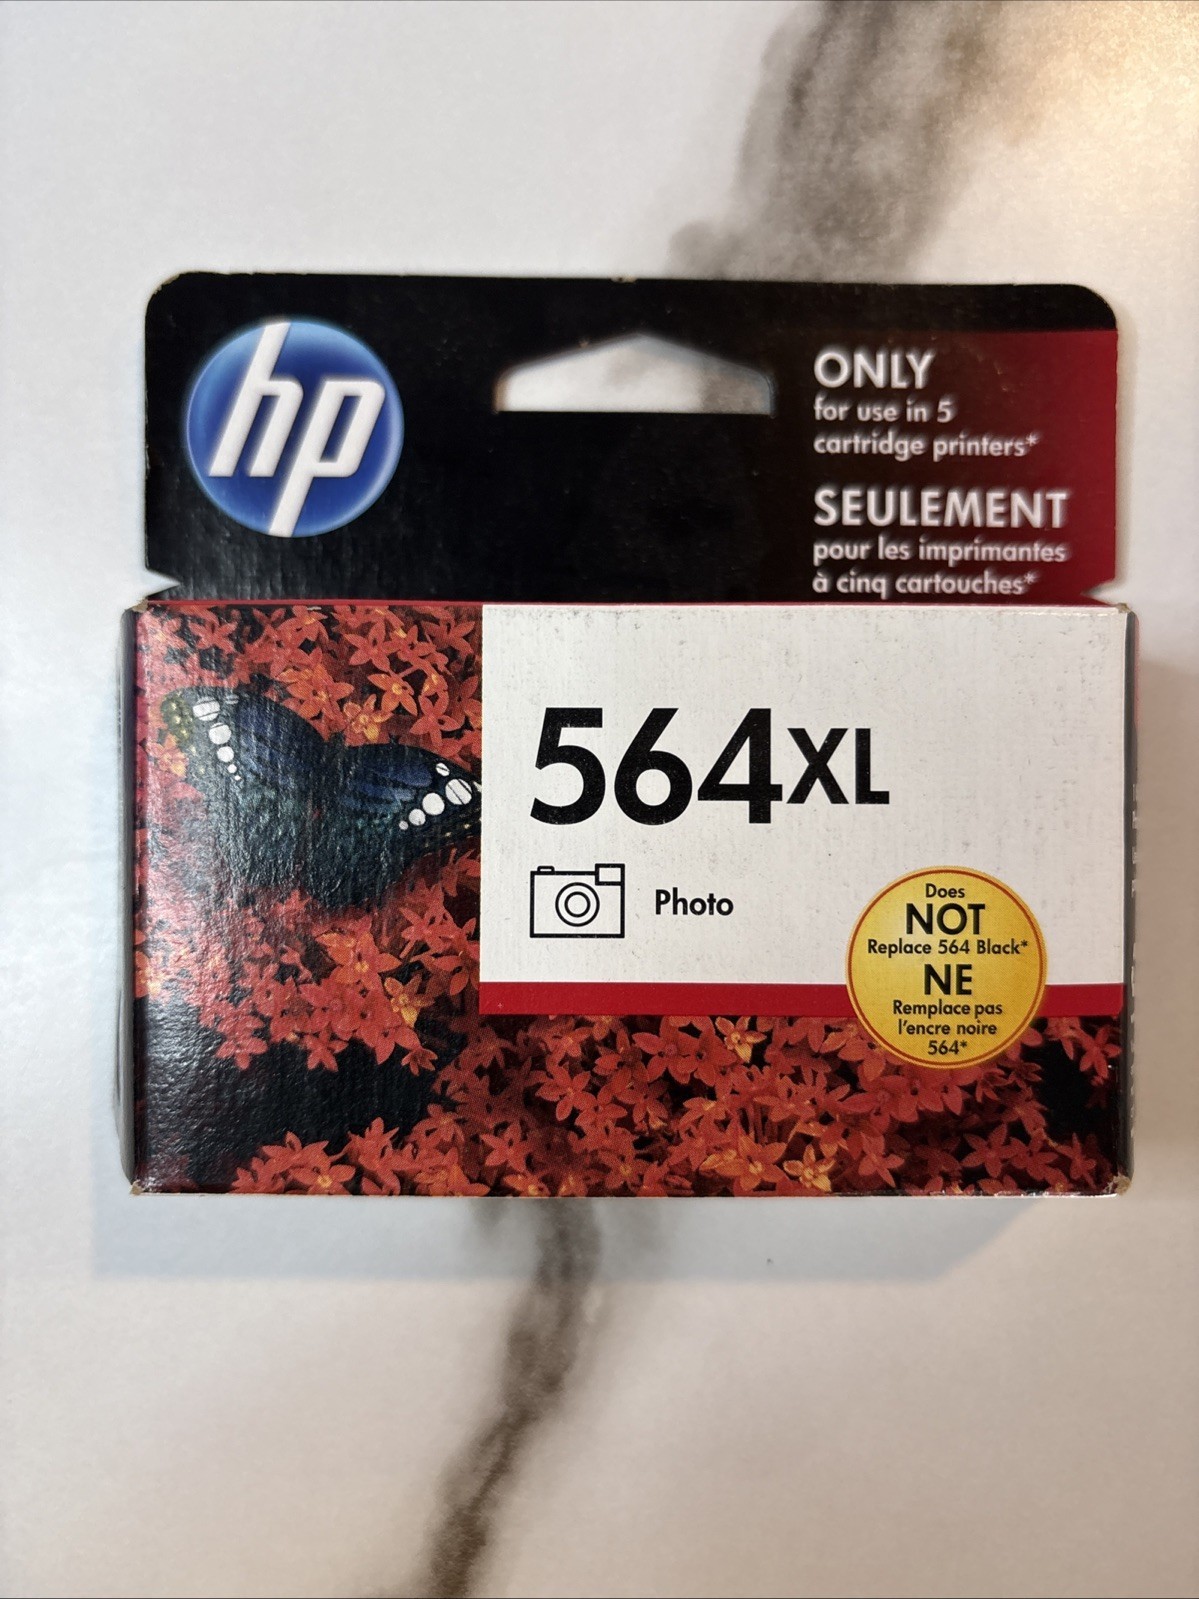 hp
ONLY
for use in 5
cartridge printers*
SEULEMENT
pour les imprimantes
à cinq cartouches*
564XL
Photo
Does
NOT
Replace 564 Black*
NE
Remplace pas
l'encre noire
564*